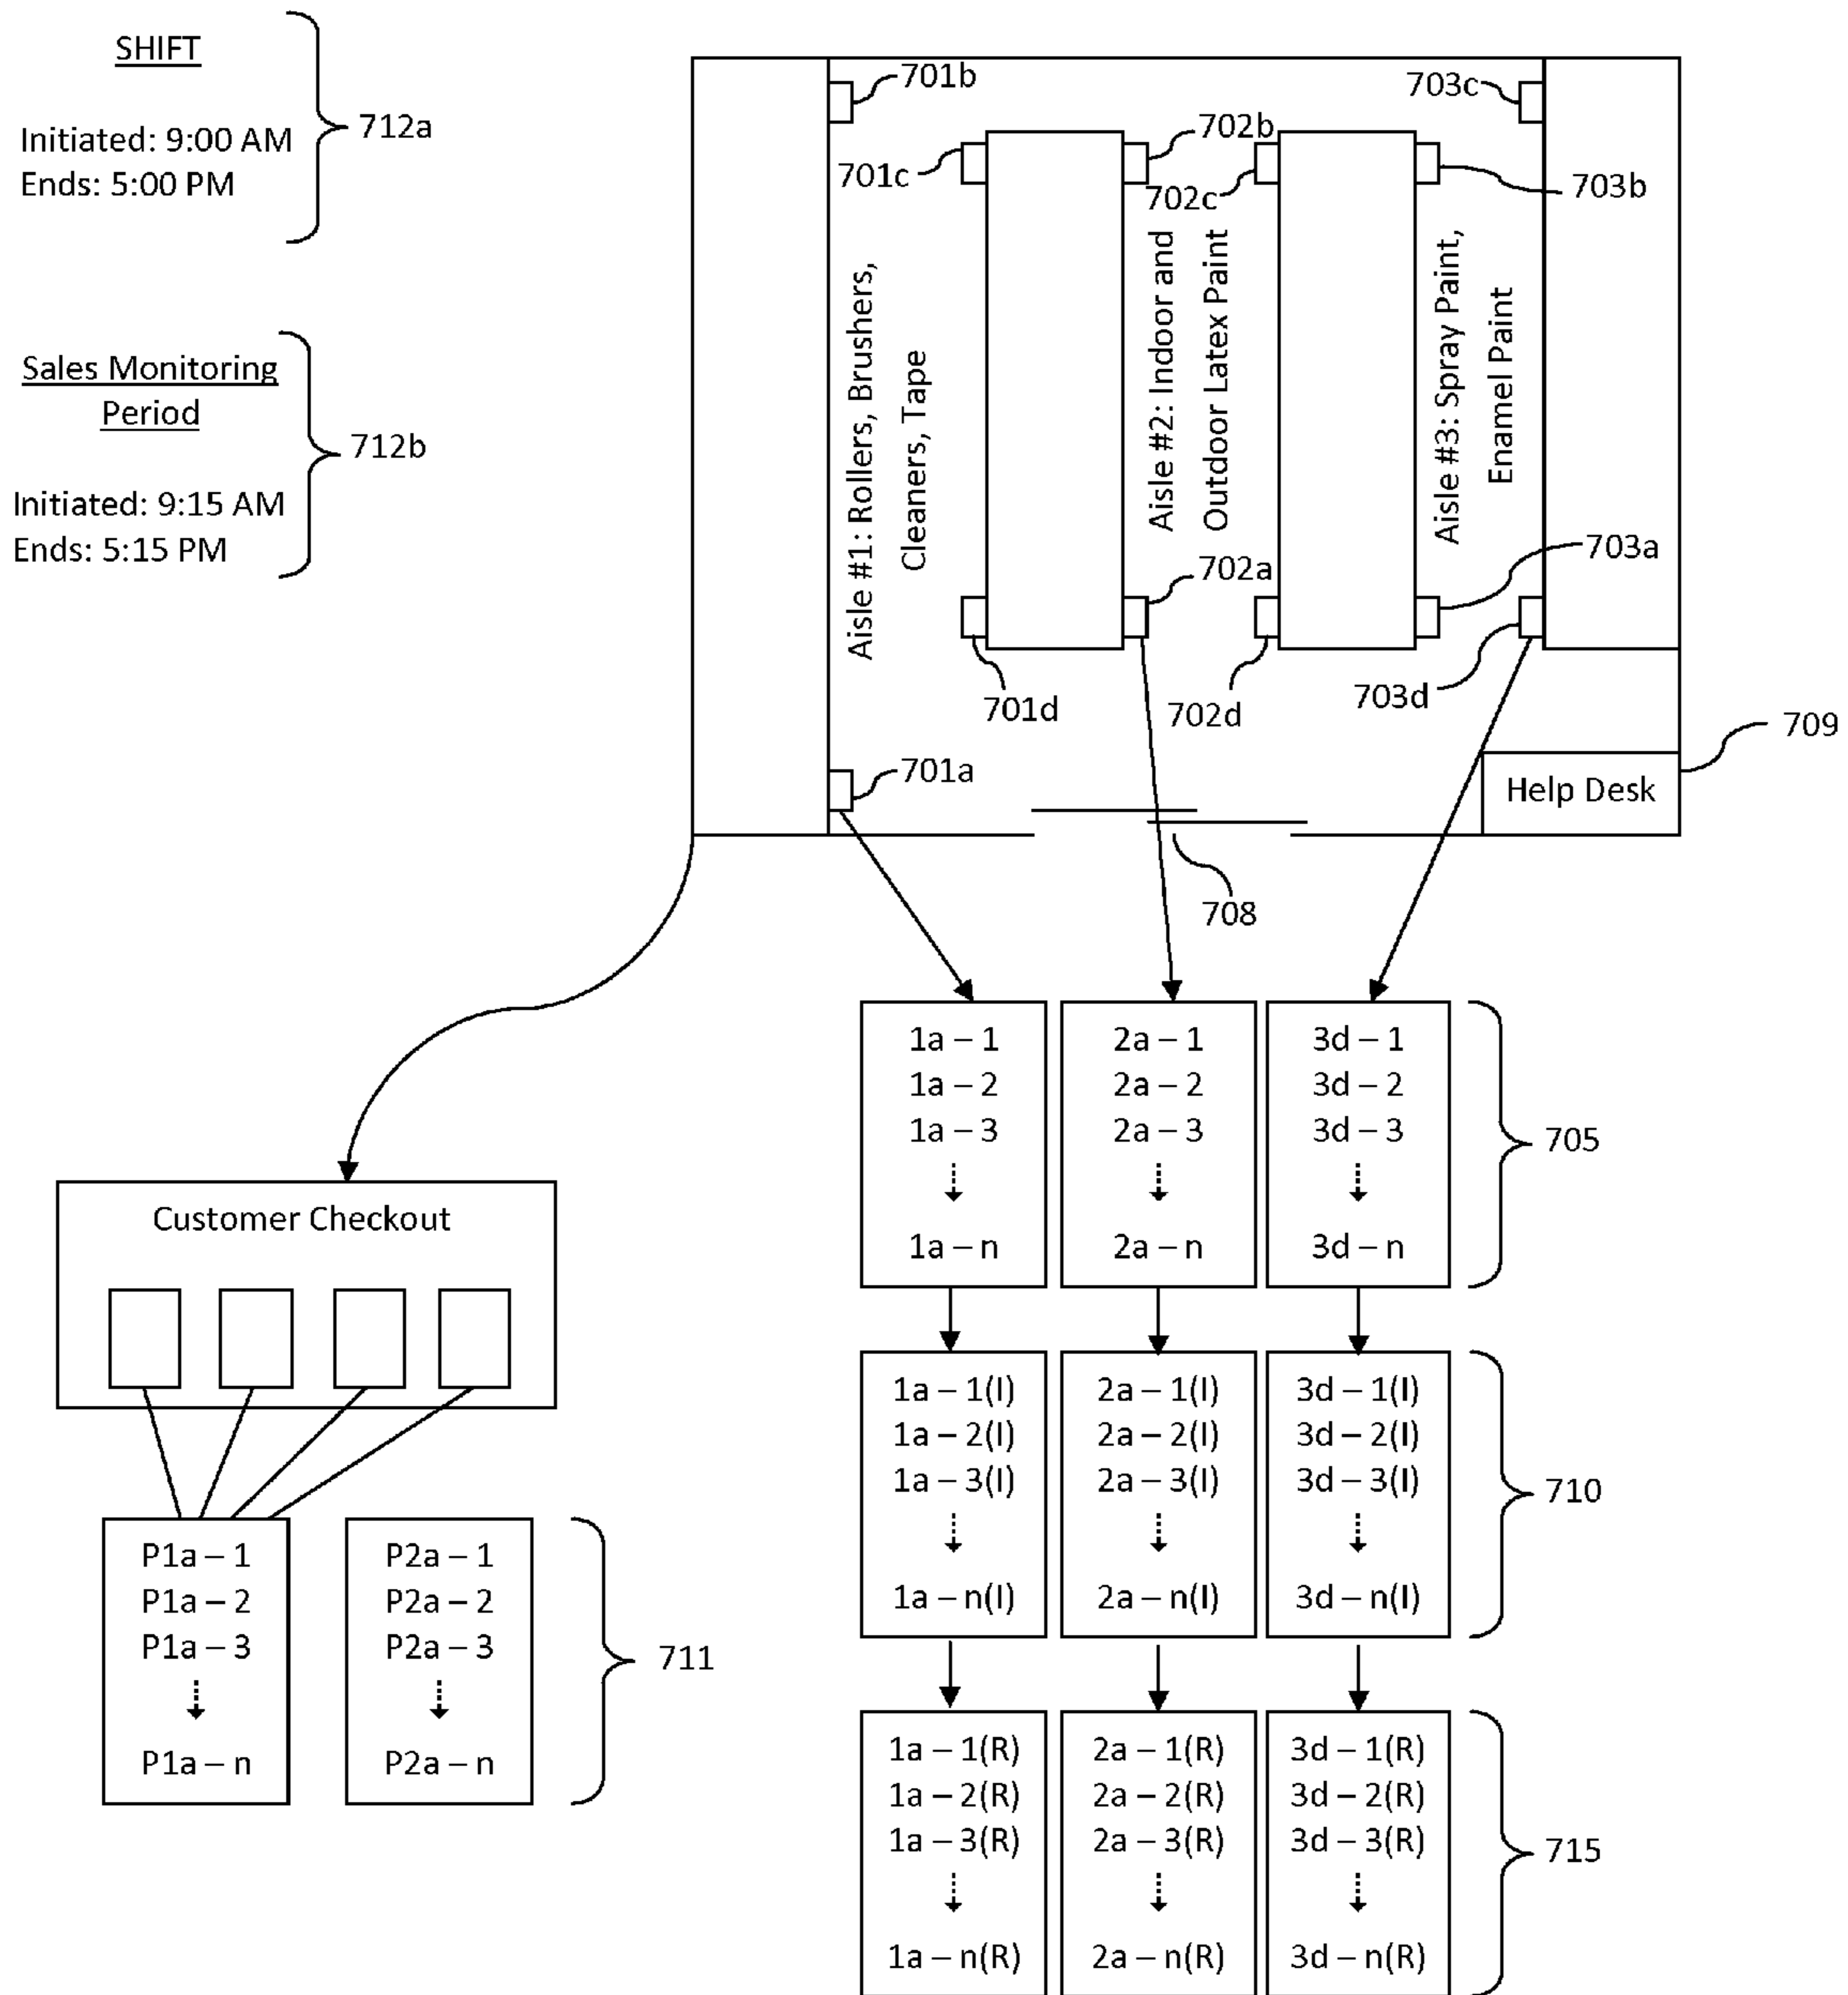 SHIFT
Initiated: 9:00 AM
Ends: 5:00 PM
712a
Sales Monitoring
Period
Initiated: 9:15 AM
Ends: 5:15 PM
712b
701b
703c
702b
701c
702c
703b
Aisle #1: Rollers, Brushers,
Cleaners, Tape
Aisle #2: Indoor and
Outdoor Latex Paint
Aisle #3: Spray Paint,
Enamel Paint
703a
702a
701d
702d
703d
709
701a
Help Desk
708
1a – 1
1a – 2
1a – 3
1a – n
2a – 1
2a – 2
2a – 3
2a – n
3d – 1
3d – 2
3d – 3
3d – n
705
Customer Checkout
1a – 1(I)
1a – 2(I)
1a – 3(I)
1a – n(I)
2a – 1(I)
2a – 2(I)
2a – 3(I)
2a – n(I)
3d – 1(I)
3d – 2(I)
3d – 3(I)
3d – n(I)
710
P1a – 1
P1a – 2
P1a – 3
P1a – n
P2a – 1
P2a – 2
P2a – 3
P2a – n
711
1a – 1(R)
1a – 2(R)
1a – 3(R)
1a – n(R)
2a – 1(R)
2a – 2(R)
2a – 3(R)
2a – n(R)
3d – 1(R)
3d – 2(R)
3d – 3(R)
3d – n(R)
715